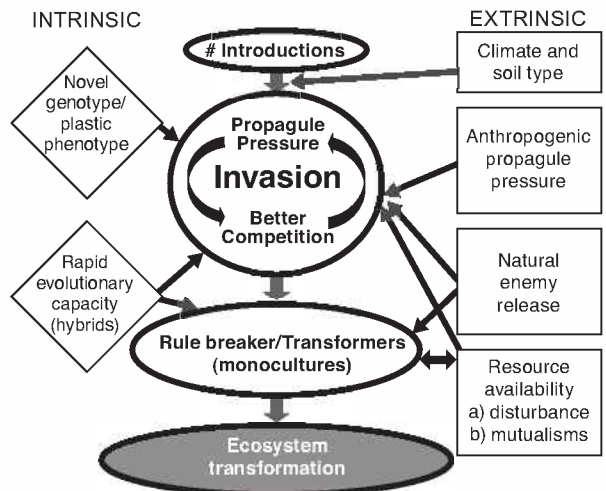 INTRINSIC
EXTRINSIC
# Introductions
Climate and
soil type
Novel
genotype/
plastic
phenotype
Propagule
Pressure
Invasion
Better
Competition
Anthropogenic
propagule
pressure
Rapid
evolutionary
capacity
(hybrids)
Natural
enemy
release
Rule breaker/Transformers
(monocultures)
Resource
availability
a) disturbance
b) mutualisms
Ecosystem
transformation